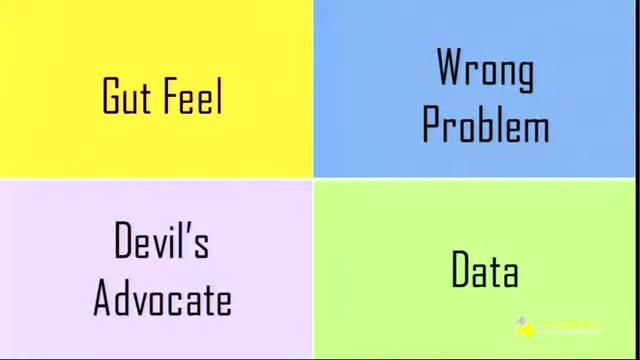 Gut Feel
Wrong
Problem
Devil's
Advocate
Data